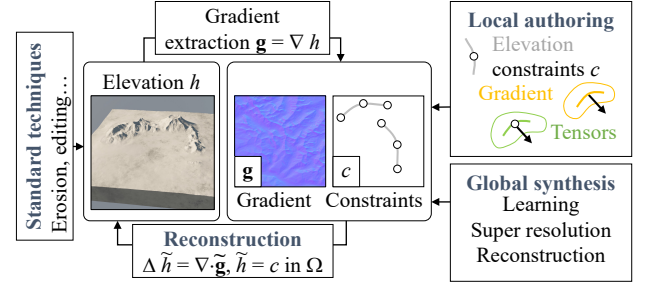 Gradient
extraction g = ∇ h
Standard techniques
Erosion, editing…
Elevation h
g
Gradient
c
Constraints
Reconstruction
Δ h̃ = ∇·g̃, h̃ = c in Ω
Local authoring
Elevation
constraints c
Gradient
Tensors
Global synthesis
Learning
Super resolution
Reconstruction